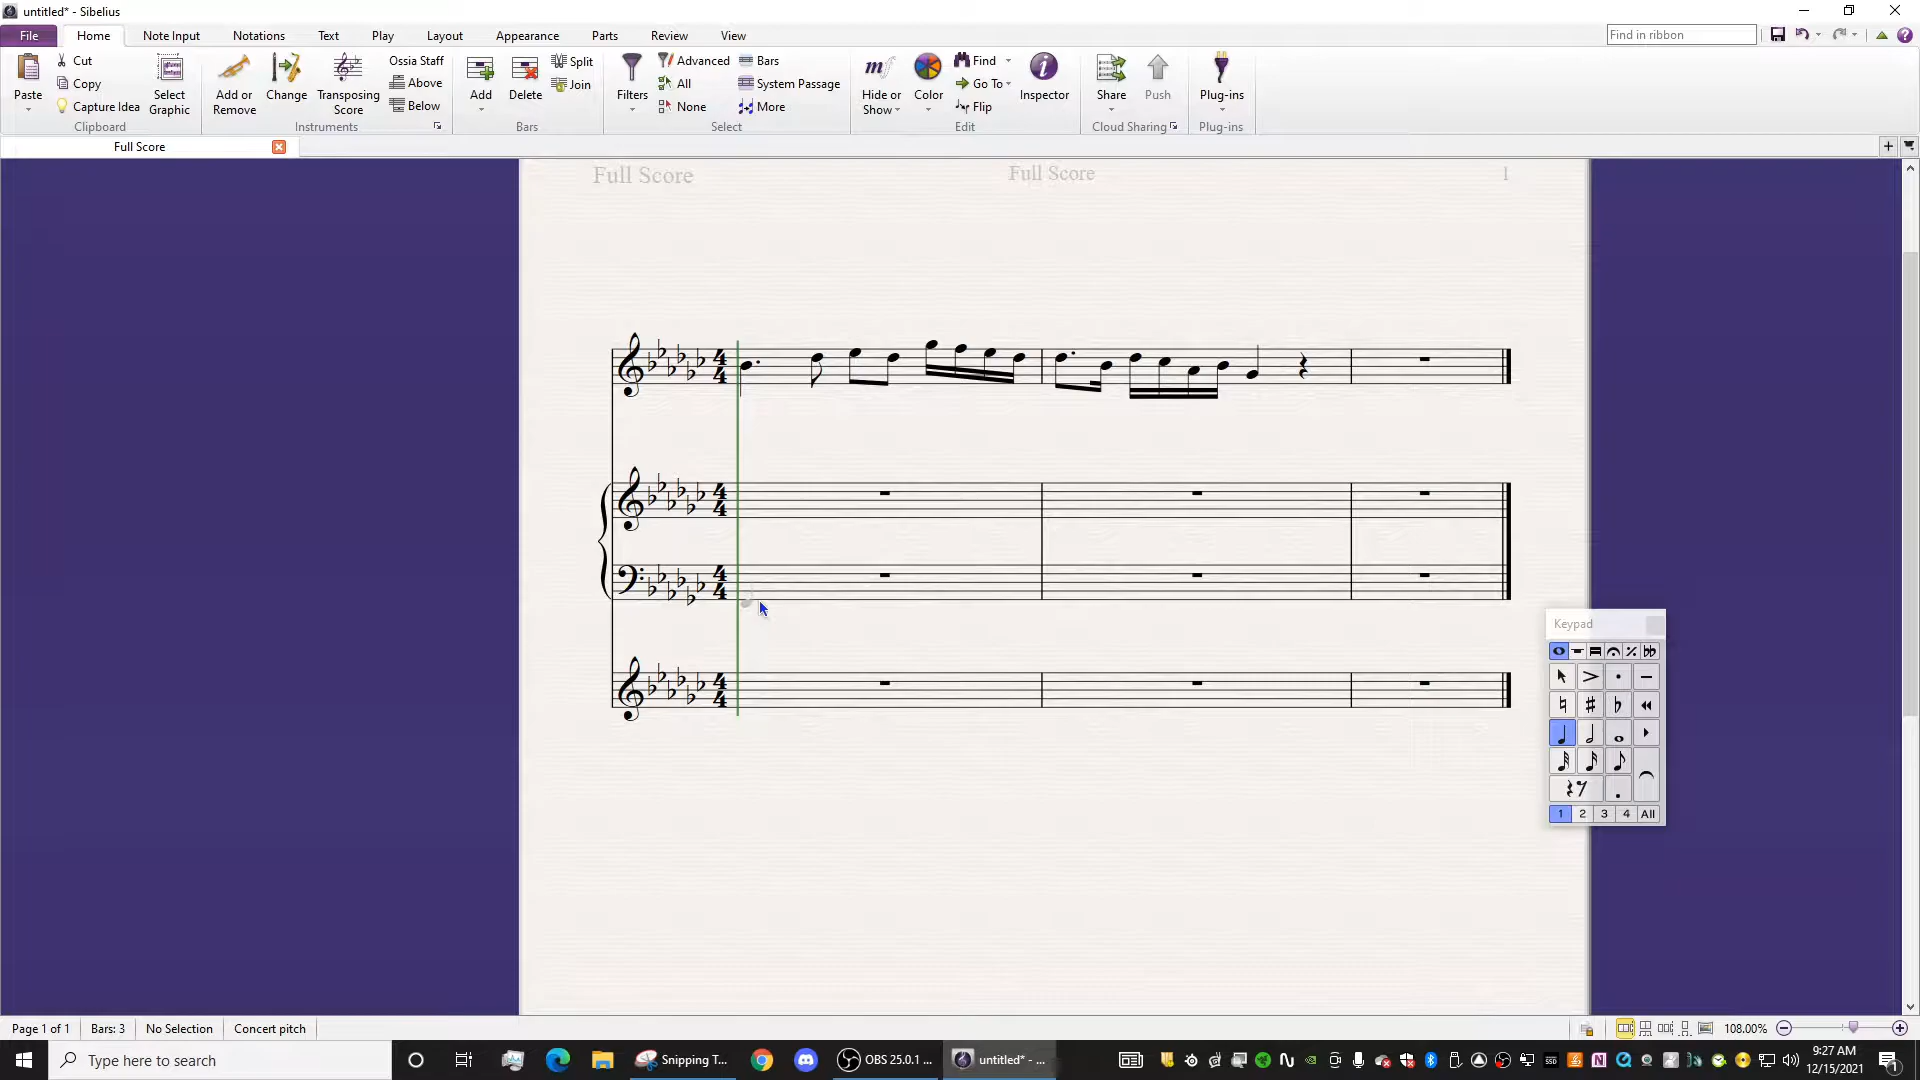 untitled* - Sibelius
File Home Note Input Notations Text Play Layout Appearance Parts Review View Find in ribbon
Paste Cut Copy Capture Idea Select Graphic
Clipboard
Add or Remove Change Transposing Score Ossia Staff Above Below
Instruments
Add Delete Split Join
Bars
Filters Advanced All None Bars System Passage More
Select
Hide or Show Color Find Go To Flip Inspector
Edit
Share Push
Cloud Sharing
Plug-ins
Plug-ins
Full Score
Full Score Full Score 1
Keypad
1 2 3 4 All
Page 1 of 1 Bars: 3 No Selection Concert pitch 108.00%
Type here to search Snipping T... OBS 25.0.1 ... untitled* - ... 9:27 AM
12/15/2021